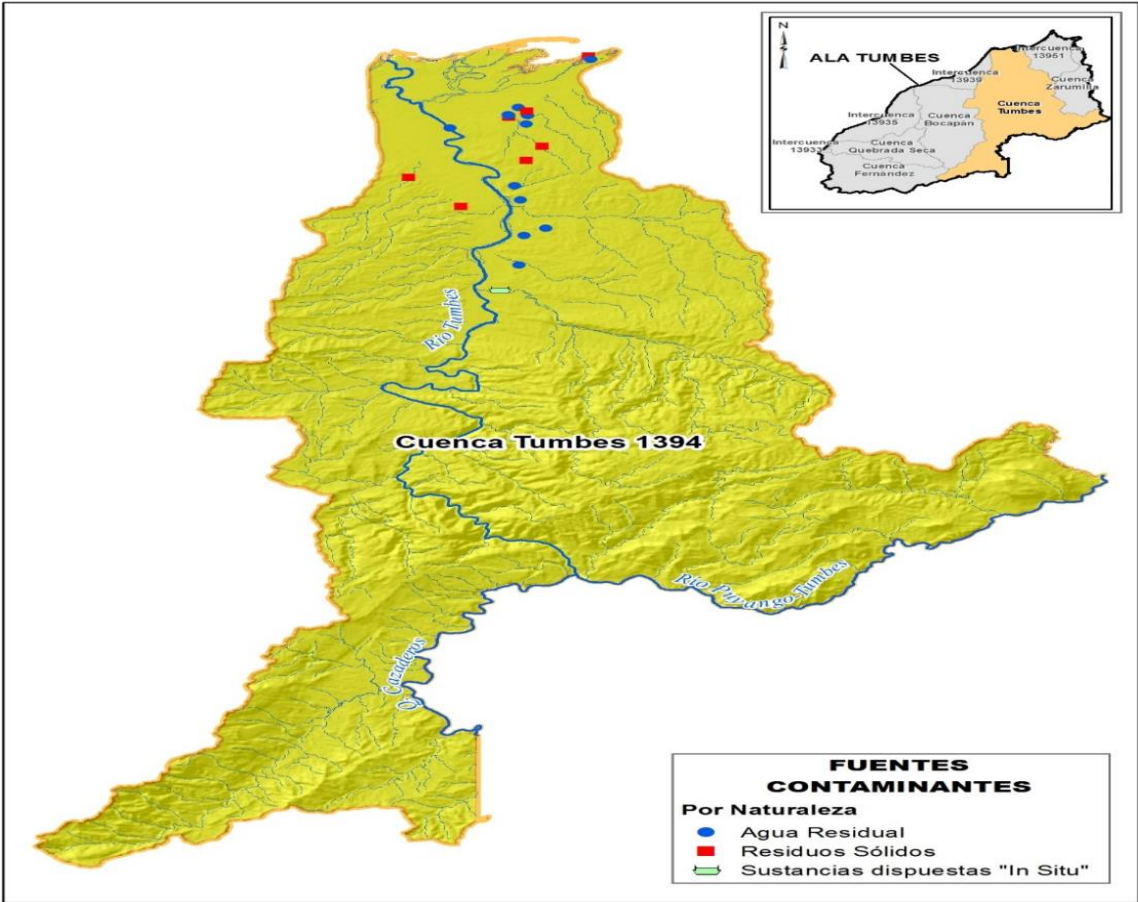 N
S
ALA TUMBES
Intercuenca
13951
Intercuenca
13939
Cuenca
Zarumilla
Cuenca
Tumbes
Intercuenca
13935
Cuenca
Bocapán
Intercuenca
13933
Cuenca
Quebrada Seca
Cuenca
Fernández
Río Tumbes
Cuenca Tumbes 1394
Río Puyango Tumbes
Q. Cazaderos
FUENTES
CONTAMINANTES
Por Naturaleza
Agua Residual
Residuos Sólidos
Sustancias dispuestas "In Situ"